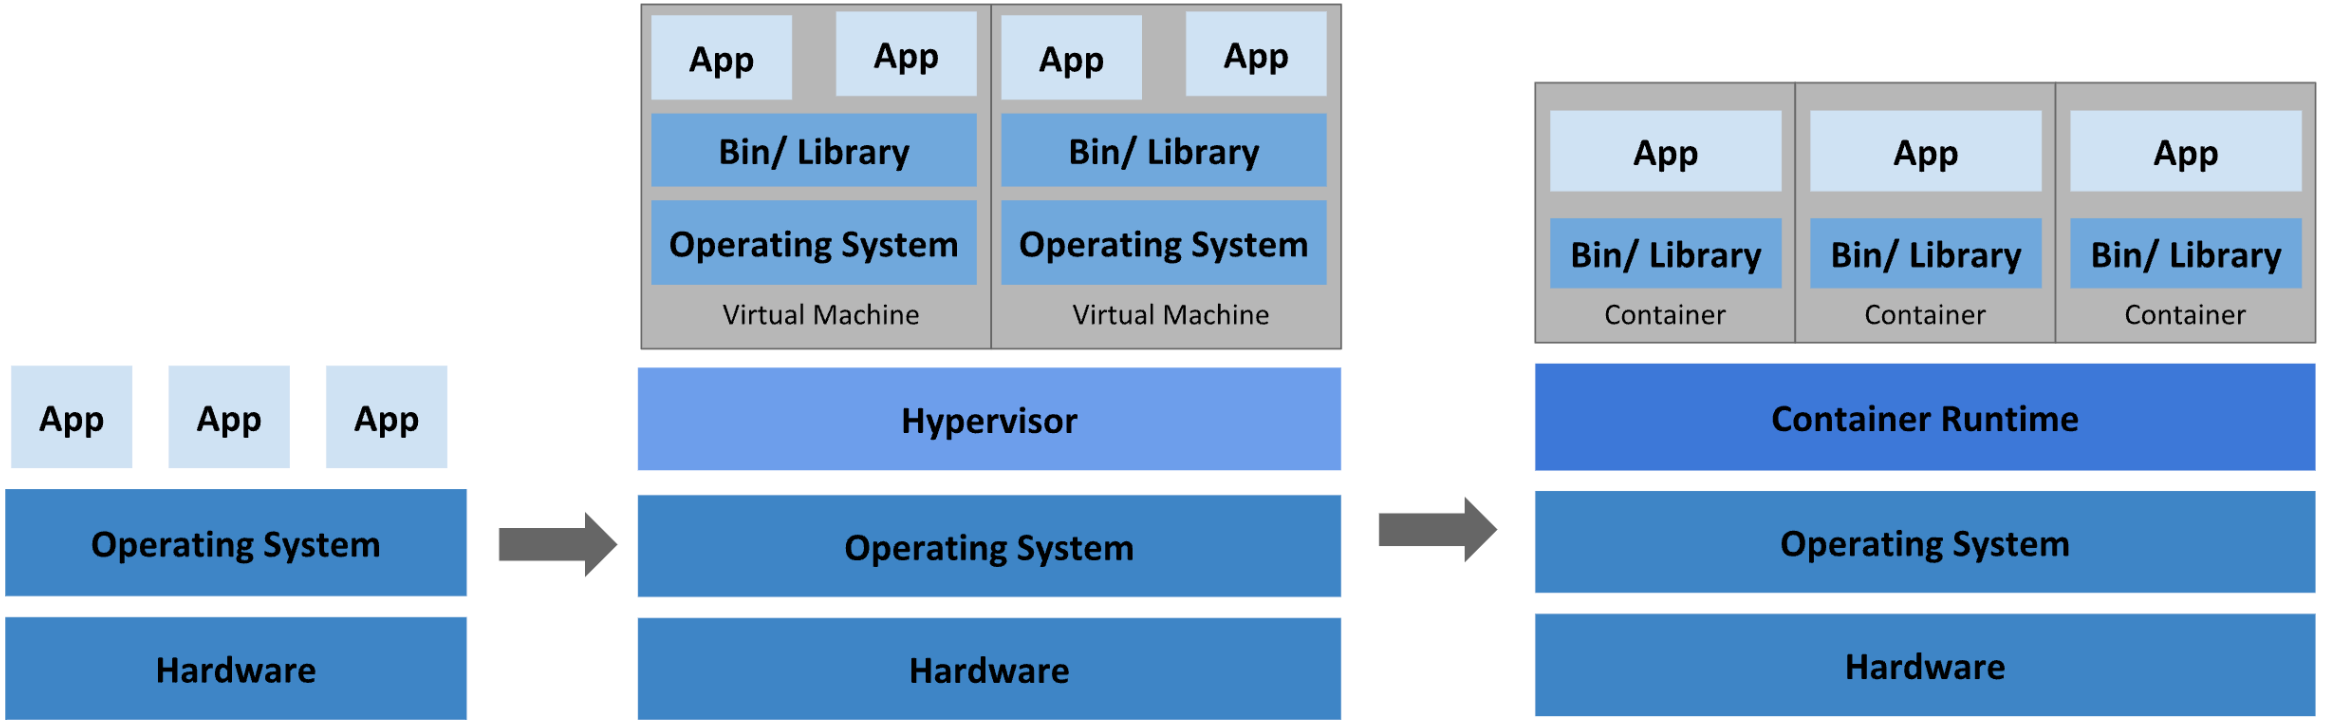 App
App
App
Operating System
Hardware
App
App
App
App
Bin/ Library
Bin/ Library
Operating System
Operating System
Virtual Machine
Virtual Machine
Hypervisor
Operating System
Hardware
App
App
App
Bin/ Library
Bin/ Library
Bin/ Library
Container
Container
Container
Container Runtime
Operating System
Hardware